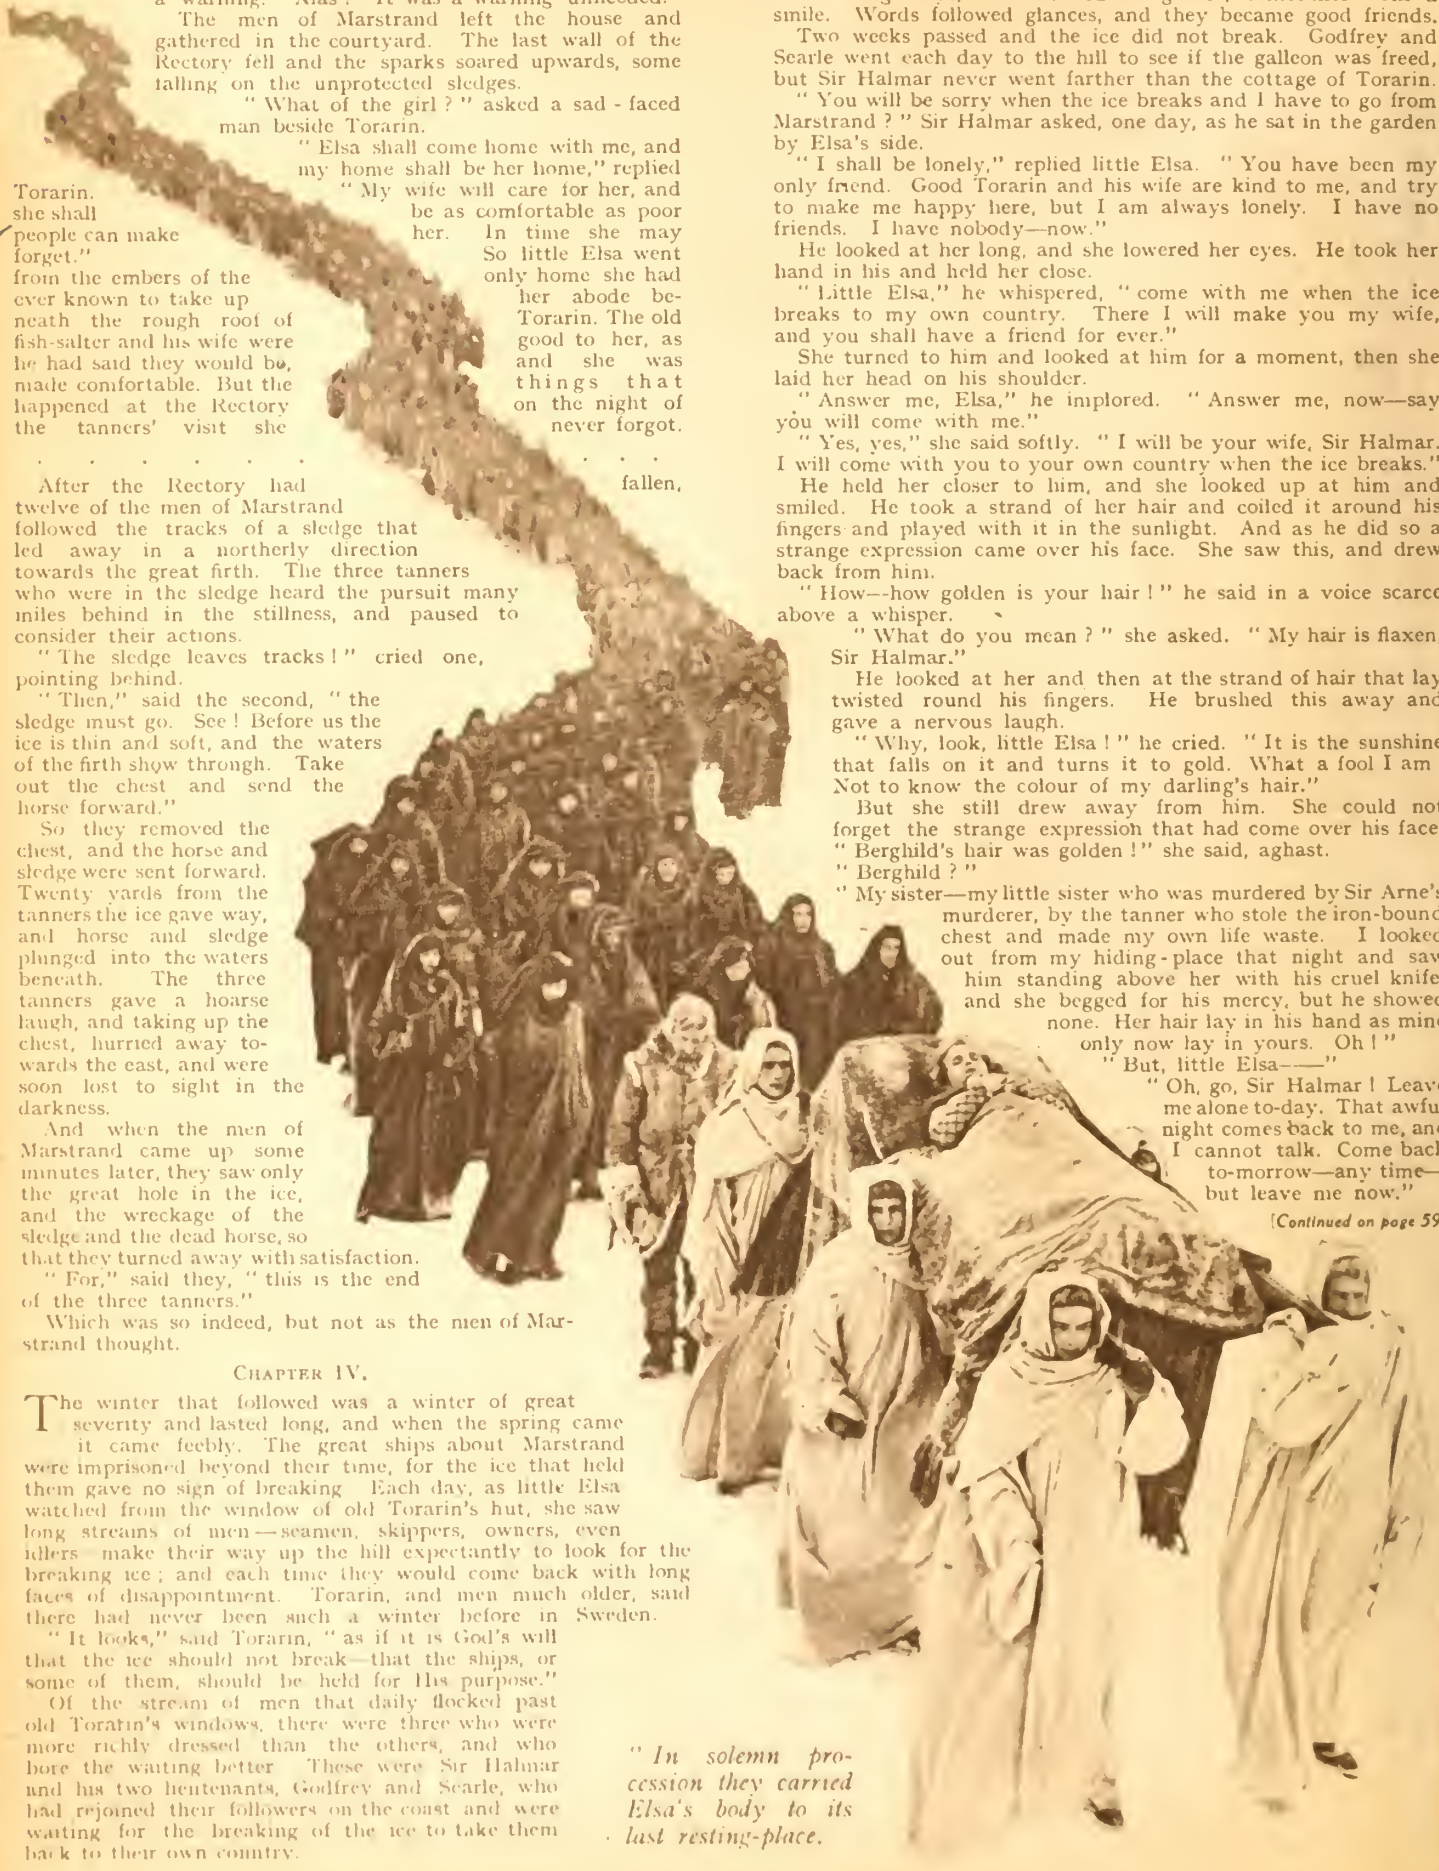 a warning. Alas ! It was a warning unheeded.
The men of Marstrand left the house and
gathered in the courtyard. The last wall of the
Rectory fell and the sparks soared upwards, some
falling on the unprotected sledges.
" What of the girl ? " asked a sad - faced
man beside Torarin.
" Elsa shall come home with me, and
my home shall be her home," replied
Torarin. " My wife will care for her, and
she shall be as comfortable as poor
people can make her. In time she may
forget." So little Elsa went
from the embers of the only home she had
ever known to take up her abode be-
neath the rough roof of Torarin. The old
fish-salter and his wife were good to her, as
he had said they would be, and she was
made comfortable. But the things that
happened at the Rectory on the night of
the tanners' visit she never forgot.
. . . . . . . . .
After the Rectory had fallen,
twelve of the men of Marstrand
followed the tracks of a sledge that
led away in a northerly direction
towards the great firth. The three tanners
who were in the sledge heard the pursuit many
miles behind in the stillness, and paused to
consider their actions.
" The sledge leaves tracks ! " cried one,
pointing behind.
" Then," said the second, " the
sledge must go. See ! Before us the
ice is thin and soft, and the waters
of the firth show through. Take
out the chest and send the
horse forward."
So they removed the
chest, and the horse and
sledge were sent forward.
Twenty yards from the
tanners the ice gave way,
and horse and sledge
plunged into the waters
beneath. The three
tanners gave a hoarse
laugh, and taking up the
chest, hurried away to-
wards the east, and were
soon lost to sight in the
darkness.
And when the men of
Marstrand came up some
minutes later, they saw only
the great hole in the ice,
and the wreckage of the
sledge and the dead horse, so
that they turned away with satisfaction.
" For," said they, " this is the end
of the three tanners."
Which was so indeed, but not as the men of Mar-
strand thought.
CHAPTER IV.
The winter that followed was a winter of great
severity and lasted long, and when the spring came
it came feebly. The great ships about Marstrand
were imprisoned beyond their time, for the ice that held
them gave no sign of breaking Each day, as little Elsa
watched from the window of old Torarin's hut, she saw
long streams of men—seamen, skippers, owners, even
idlers make their way up the hill expectantly to look for the
breaking ice ; and each time they would come back with long
faces of disappointment. Torarin, and men much older, said
there had never been such a winter before in Sweden.
" It looks," said Torarin, " as if it is God's will
that the ice should not break—that the ships, or
some of them, should be held for His purpose."
Of the stream of men that daily flocked past
old Torarin's windows, there were three who were
more richly dressed than the others, and who
bore the waiting better These were Sir Halmar
and his two lieutenants, Godfrey and Searle, who
had rejoined their followers on the coast and were
waiting for the breaking of the ice to take them
back to their own country.
smile. Words followed glances, and they became good friends.
Two weeks passed and the ice did not break. Godfrey and
Searle went each day to the hill to see if the galleon was freed,
but Sir Halmar never went farther than the cottage of Torarin.
" You will be sorry when the ice breaks and I have to go from
Marstrand ? " Sir Halmar asked, one day, as he sat in the garden
by Elsa's side.
" I shall be lonely," replied little Elsa. " You have been my
only friend. Good Torarin and his wife are kind to me, and try
to make me happy here, but I am always lonely. I have no
friends. I have nobody—now."
He looked at her long, and she lowered her eyes. He took her
hand in his and held her close.
" Little Elsa," he whispered, " come with me when the ice
breaks to my own country. There I will make you my wife,
and you shall have a friend for ever."
She turned to him and looked at him for a moment, then she
laid her head on his shoulder.
" Answer me, Elsa," he implored. " Answer me, now—say
you will come with me."
" Yes, yes," she said softly. " I will be your wife, Sir Halmar.
I will come with you to your own country when the ice breaks."
He held her closer to him, and she looked up at him and
smiled. He took a strand of her hair and coiled it around his
fingers and played with it in the sunlight. And as he did so a
strange expression came over his face. She saw this, and drew
back from him.
" How—how golden is your hair ! " he said in a voice scarce
above a whisper.
" What do you mean ? " she asked. " My hair is flaxen
Sir Halmar."
He looked at her and then at the strand of hair that lay
twisted round his fingers. He brushed this away and
gave a nervous laugh.
" Why, look, little Elsa ! " he cried. " It is the sunshine
that falls on it and turns it to gold. What a fool I am
Not to know the colour of my darling's hair."
But she still drew away from him. She could not
forget the strange expression that had come over his face
" Berghild's hair was golden ! " she said, aghast.
" Berghild ? "
" My sister—my little sister who was murdered by Sir Arne's
murderer, by the tanner who stole the iron-bound
chest and made my own life waste. I looked
out from my hiding-place that night and saw
him standing above her with his cruel knife
and she begged for his mercy, but he showed
none. Her hair lay in his hand as mine
only now lay in yours. Oh ! "
" But, little Elsa——"
" Oh, go, Sir Halmar ! Leave
me alone to-day. That awfu
night comes back to me, and
I cannot talk. Come back
to-morrow—any time—
but leave me now."
[Continued on page 59
" In solemn pro-
cession they carried
Elsa's body to its
last resting-place.